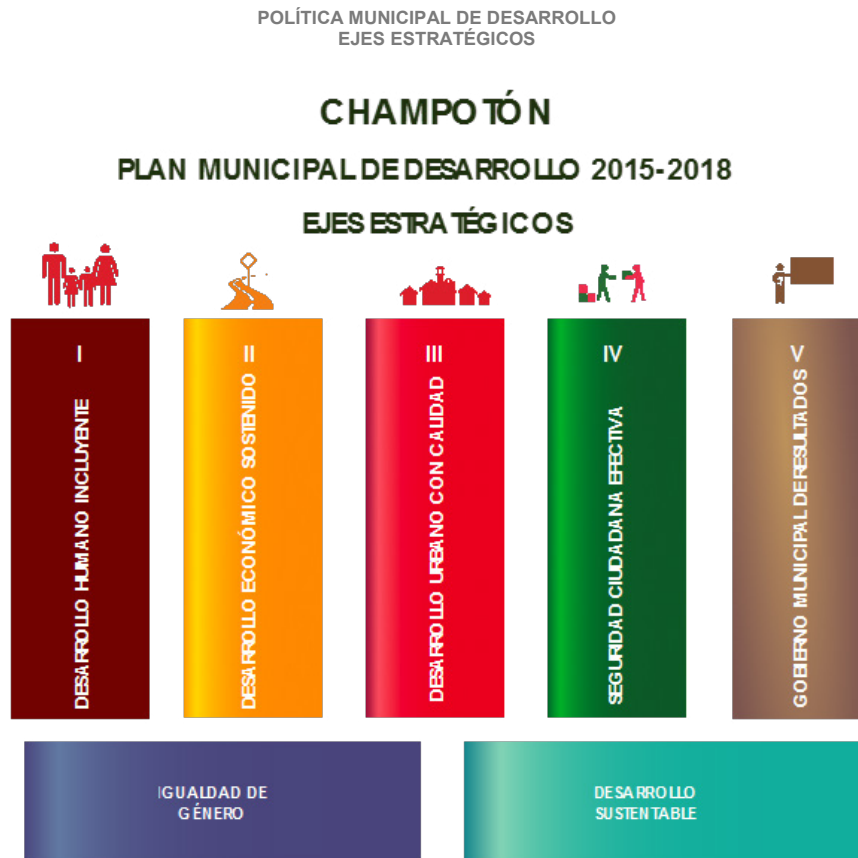 POLÍTICA MUNICIPAL DE DESARROLLO
EJES ESTRATÉGICOS
CHAMPOTÓN
PLAN MUNICIPAL DE DESARROLLO 2015-2018
EJES ESTRATÉGICOS
I
DESARROLLO HUMANO INCLUYENTE
II
DESARROLLO ECONÓMICO SOSTENIDO
III
DESARROLLO URBANO CON CALIDAD
IV
SEGURIDAD CIUDADANA EFECTIVA
V
GOBIERNO MUNICIPAL DE RESULTADOS
IGUALDAD DE
GÉNERO
DESARROLLO
SUSTENTABLE